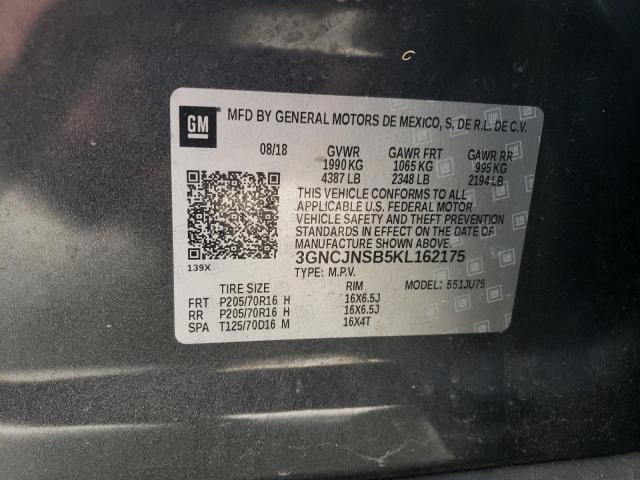 GM
MFD BY GENERAL MOTORS DE MEXICO, S. DE R.L. DE C.V.
08/18 GVWR GAWR FRT GAWR RR
1990 KG 1065 KG 995 KG
4387 LB 2348 LB 2194 LB
THIS VEHICLE CONFORMS TO ALL
APPLICABLE U.S. FEDERAL MOTOR
VEHICLE SAFETY AND THEFT PREVENTION
STANDARDS IN EFFECT ON THE DATE OF
MANUFACTURE SHOWN ABOVE.
3GNCJNSB5KL162175
139X
TYPE: M.P.V. MODEL: 551JU75
TIRE SIZE RIM
FRT P205/70R16 H 16X6.5J
RR P205/70R16 H 16X6.5J
SPA T125/70D16 M 16X4T